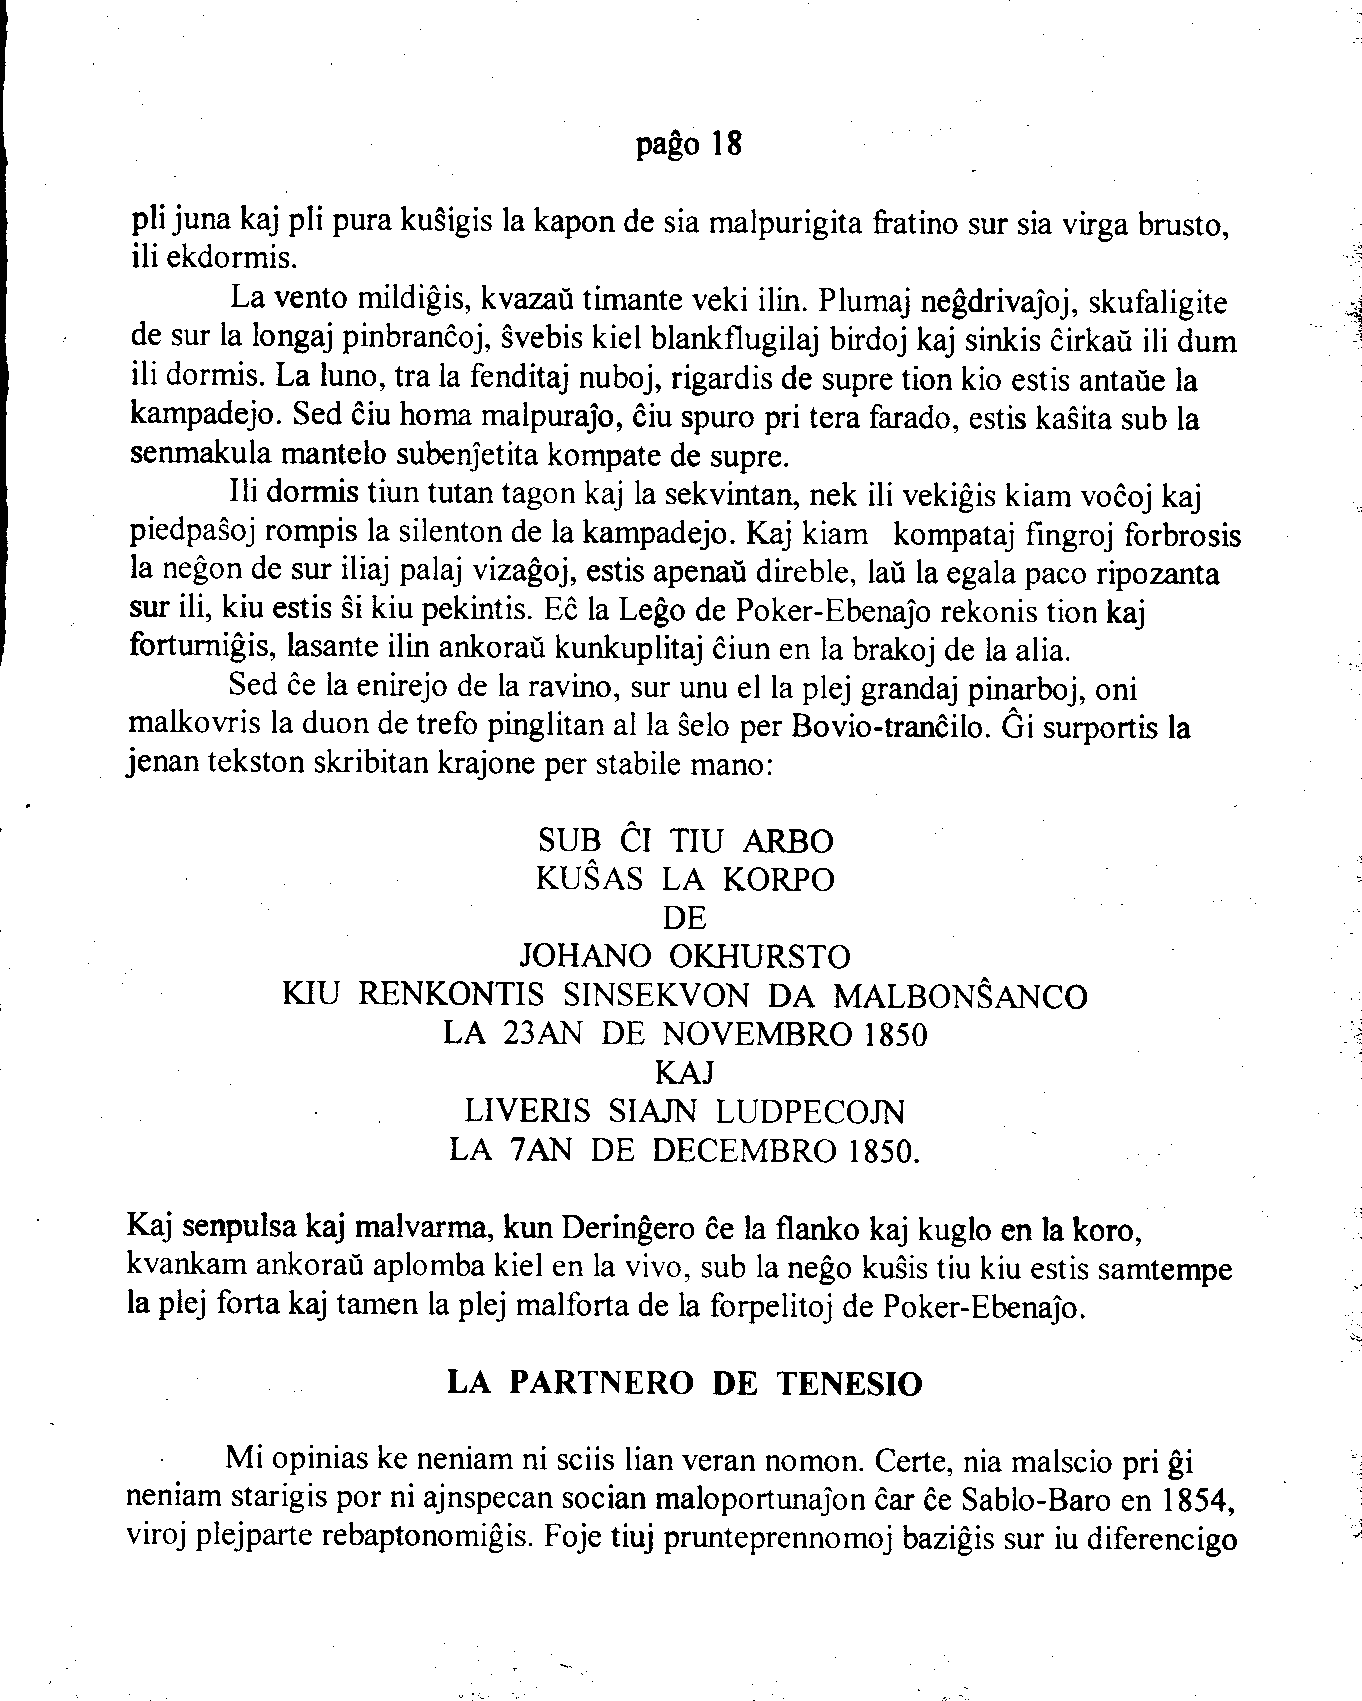 paĝo 18
pli juna kaj pli pura kuŝigis la kapon de sia malpurigita fratino sur sia virga brusto,
ili ekdormis.
La vento mildiĝis, kvazaŭ timante veki ilin. Plumaj neĝdrivaĵoj, skufaligite
de sur la longaj pinbranĉoj, ŝvebis kiel blankflugilaj birdoj kaj sinkis ĉirkaŭ ili dum
ili dormis. La luno, tra la fenditaj nuboj, rigardis de supre tion kio estis antaŭe la
kampadejo. Sed ĉiu homa malpuraĵo, ĉiu spuro pri tera farado, estis kaŝita sub la
senmakula mantelo subenĵetita kompate de supre.
Ili dormis tiun tutan tagon kaj la sekvintan, nek ili vekiĝis kiam voĉoj kaj
piedpaŝoj rompis la silenton de la kampadejo. Kaj kiam kompataj fingroj forbrosis
la neĝon de sur iliaj palaj vizaĝoj, estis apenaŭ direble, laŭ la egala paco ripozanta
sur ili, kiu estis ŝi kiu pekintis. Eĉ la Leĝo de Poker-Ebenaĵo rekonis tion kaj
forturniĝis, lasante ilin ankoraŭ kunkuplitaj ĉiun en la brakoj de la alia.
Sed ĉe la enirejo de la ravino, sur unu el la plej grandaj pinarboj, oni
malkovris la duon de trefo pinglitan al la ŝelo per Bovio-tranĉilo. Ĝi surportis la
jenan tekston skribitan krajone per stabile mano:
SUB ĈI TIU ARBO
KUŜAS LA KORPO
DE
JOHANO OKHURSTO
KIU RENKONTIS SINSEKVON DA MALBONŜANCO
LA 23AN DE NOVEMBRO 1850
KAJ
LIVERIS SIAJN LUDPECOJN
LA 7AN DE DECEMBRO 1850.
Kaj senpulsa kaj malvarma, kun Derinĝero ĉe la flanko kaj kuglo en la koro,
kvankam ankoraŭ aplomba kiel en la vivo, sub la neĝo kuŝis tiu kiu estis samtempe
la plej forta kaj tamen la plej malforta de la forpelitoj de Poker-Ebenaĵo.
LA PARTNERO DE TENESIO
Mi opinias ke neniam ni sciis lian veran nomon. Certe, nia malscio pri ĝi
neniam starigis por ni ajnspecan socian maloportunaĵon ĉar ĉe Sablo-Baro en 1854,
viroj plejparte rebaptonomiĝis. Foje tiuj prunteprennomoj baziĝis sur iu diferencigo